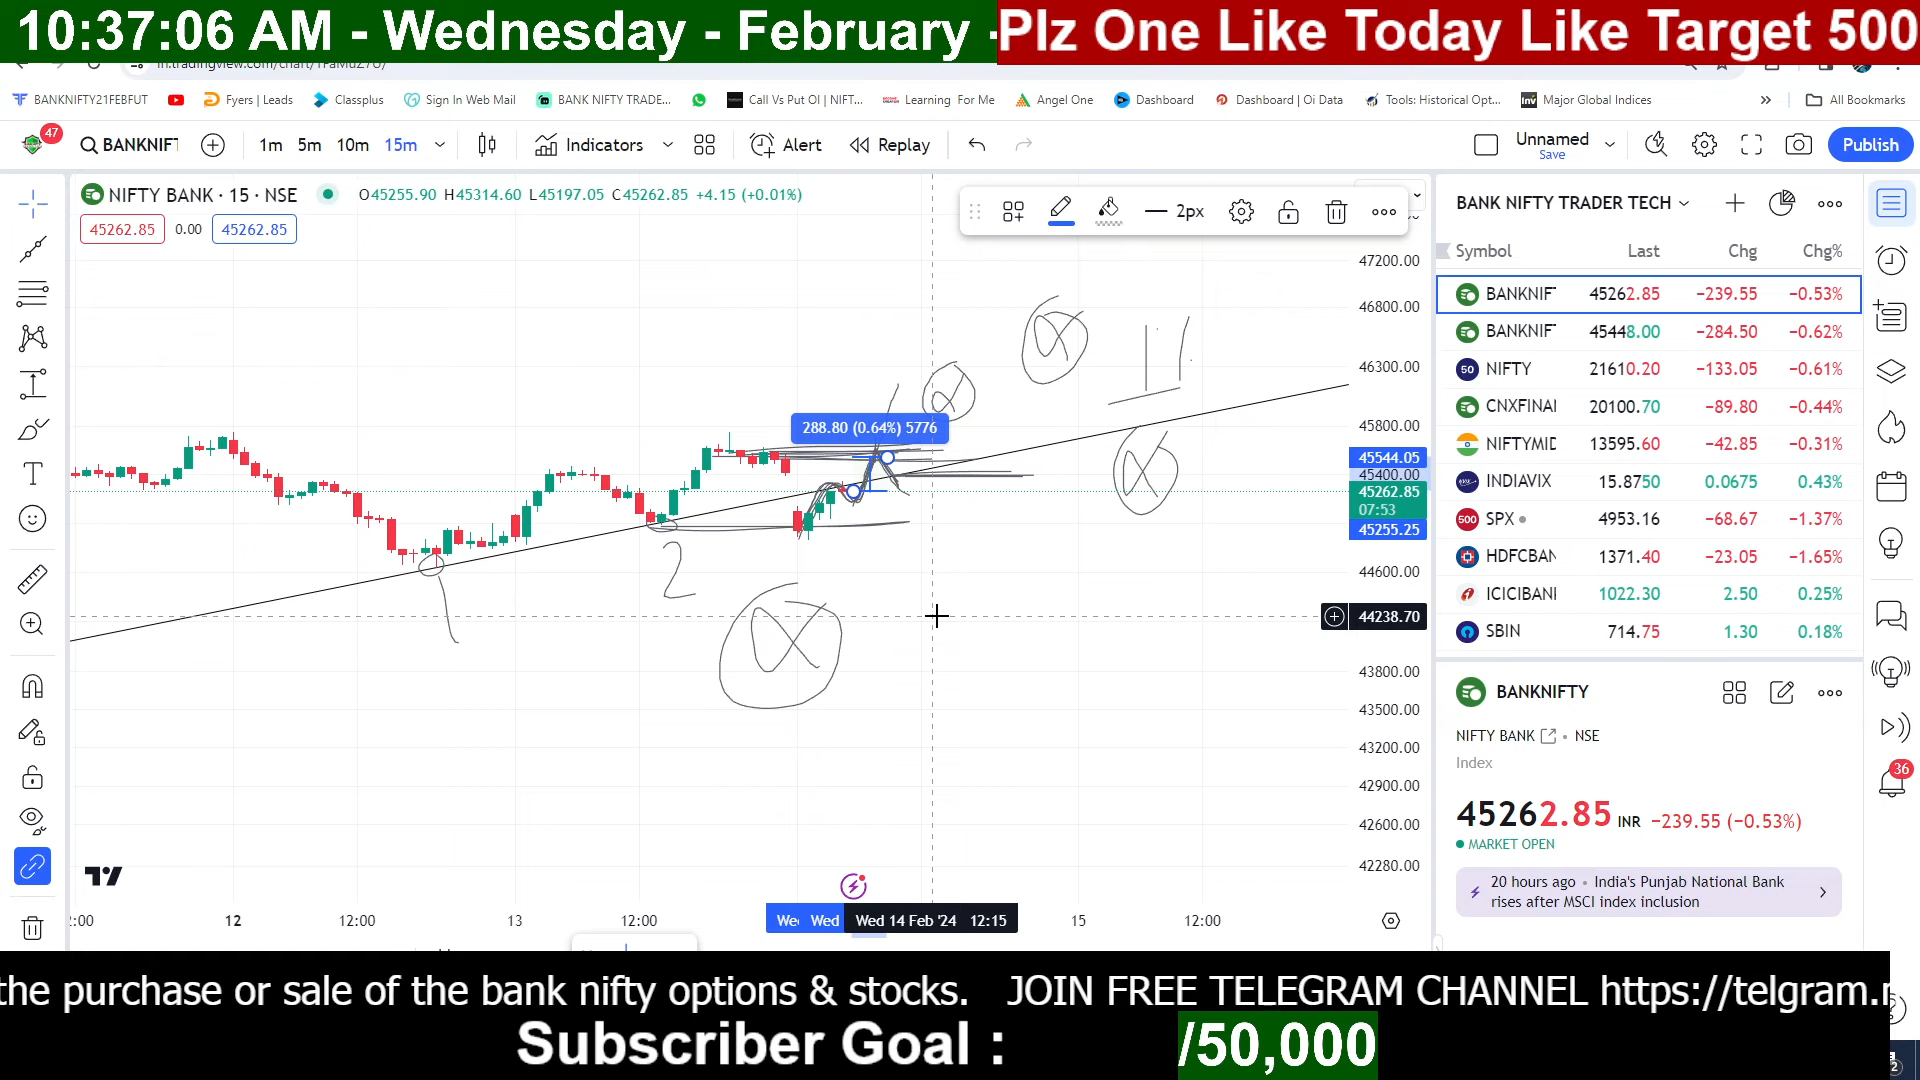 10:37:06 AM - Wednesday - February -
Plz One Like Today Like Target 500
in.tradingview.com/chart/
BANKNIFTY21FEBFUT
Fyers | Leads
Classplus
Sign In Web Mail
BANK NIFTY TRADE...
Call Vs Put OI | NIFT...
Learning For Me
Angel One
Dashboard
Dashboard | Oi Data
Tools: Historical Opt...
Major Global Indices
All Bookmarks
47
BANKNIF
1m 5m 10m 15m
Indicators
Alert
Replay
Unnamed
Save
Publish
NIFTY BANK · 15 · NSE
O45255.90 H45314.60 L45197.05 C45262.85 +4.15 (+0.01%)
45262.85 0.00 45262.85
2px
47200.00
46800.00
46300.00
45800.00
45544.05
45400.00
45262.85
07:53
45255.25
44600.00
44238.70
43800.00
43500.00
43200.00
42900.00
42600.00
42280.00
288.80 (0.64%) 5776
1
2
11
:00 12 12:00 13 12:00 We Wed Wed 14 Feb '24 12:15 15 12:00
BANK NIFTY TRADER TECH
Symbol Last Chg Chg%
BANKNIF 45262.85 −239.55 −0.53%
BANKNIF 45448.00 −284.50 −0.62%
50 NIFTY 21610.20 −133.05 −0.61%
CNXFINAI 20100.70 −89.80 −0.44%
NIFTYMID 13595.60 −42.85 −0.31%
INDIAVIX 15.8750 0.0675 0.43%
500 SPX 4953.16 −68.67 −1.37%
HDFCBAN 1371.40 −23.05 −1.65%
ICICIBANI 1022.30 2.50 0.25%
SBIN 714.75 1.30 0.18%
BANKNIFTY
NIFTY BANK • NSE
Index
45262.85 INR −239.55 (−0.53%)
MARKET OPEN
20 hours ago • India's Punjab National Bank
rises after MSCI index inclusion
36
the purchase or sale of the bank nifty options & stocks. JOIN FREE TELEGRAM CHANNEL https://telgram.
Subscriber Goal : /50,000